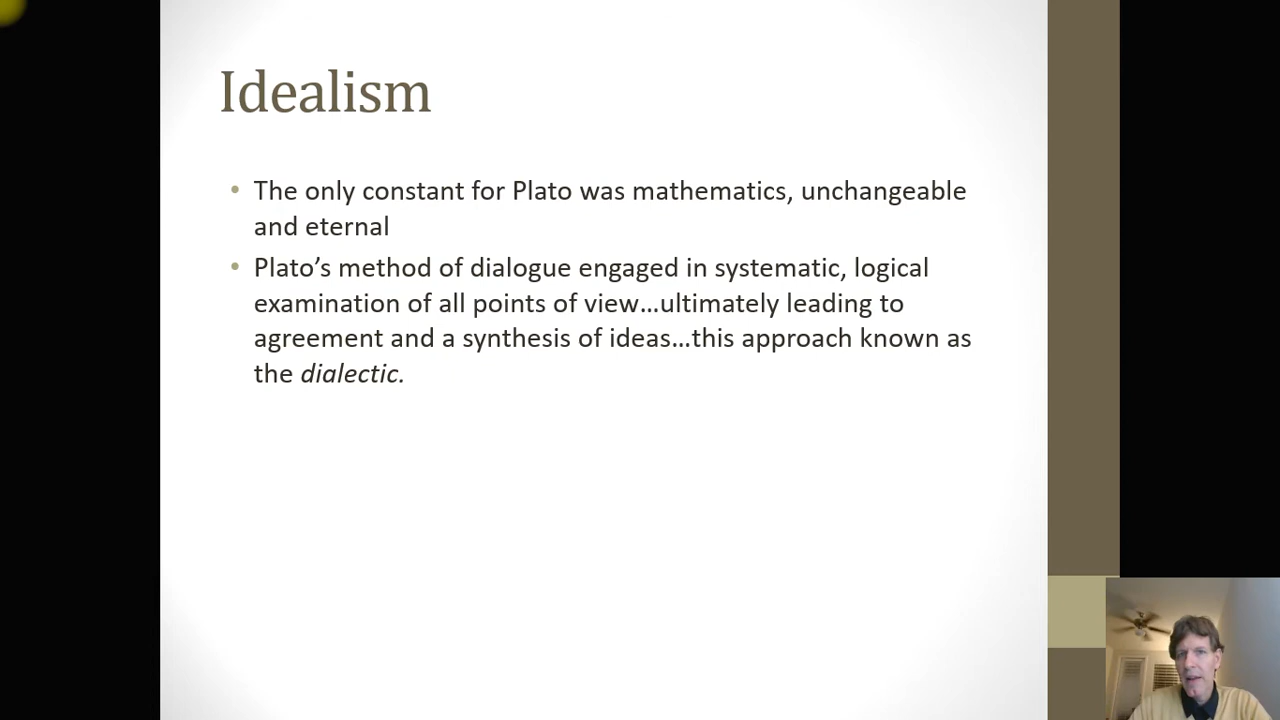 Idealism
• The only constant for Plato was mathematics, unchangeable
and eternal
• Plato’s method of dialogue engaged in systematic, logical
examination of all points of view…ultimately leading to
agreement and a synthesis of ideas…this approach known as
the dialectic.